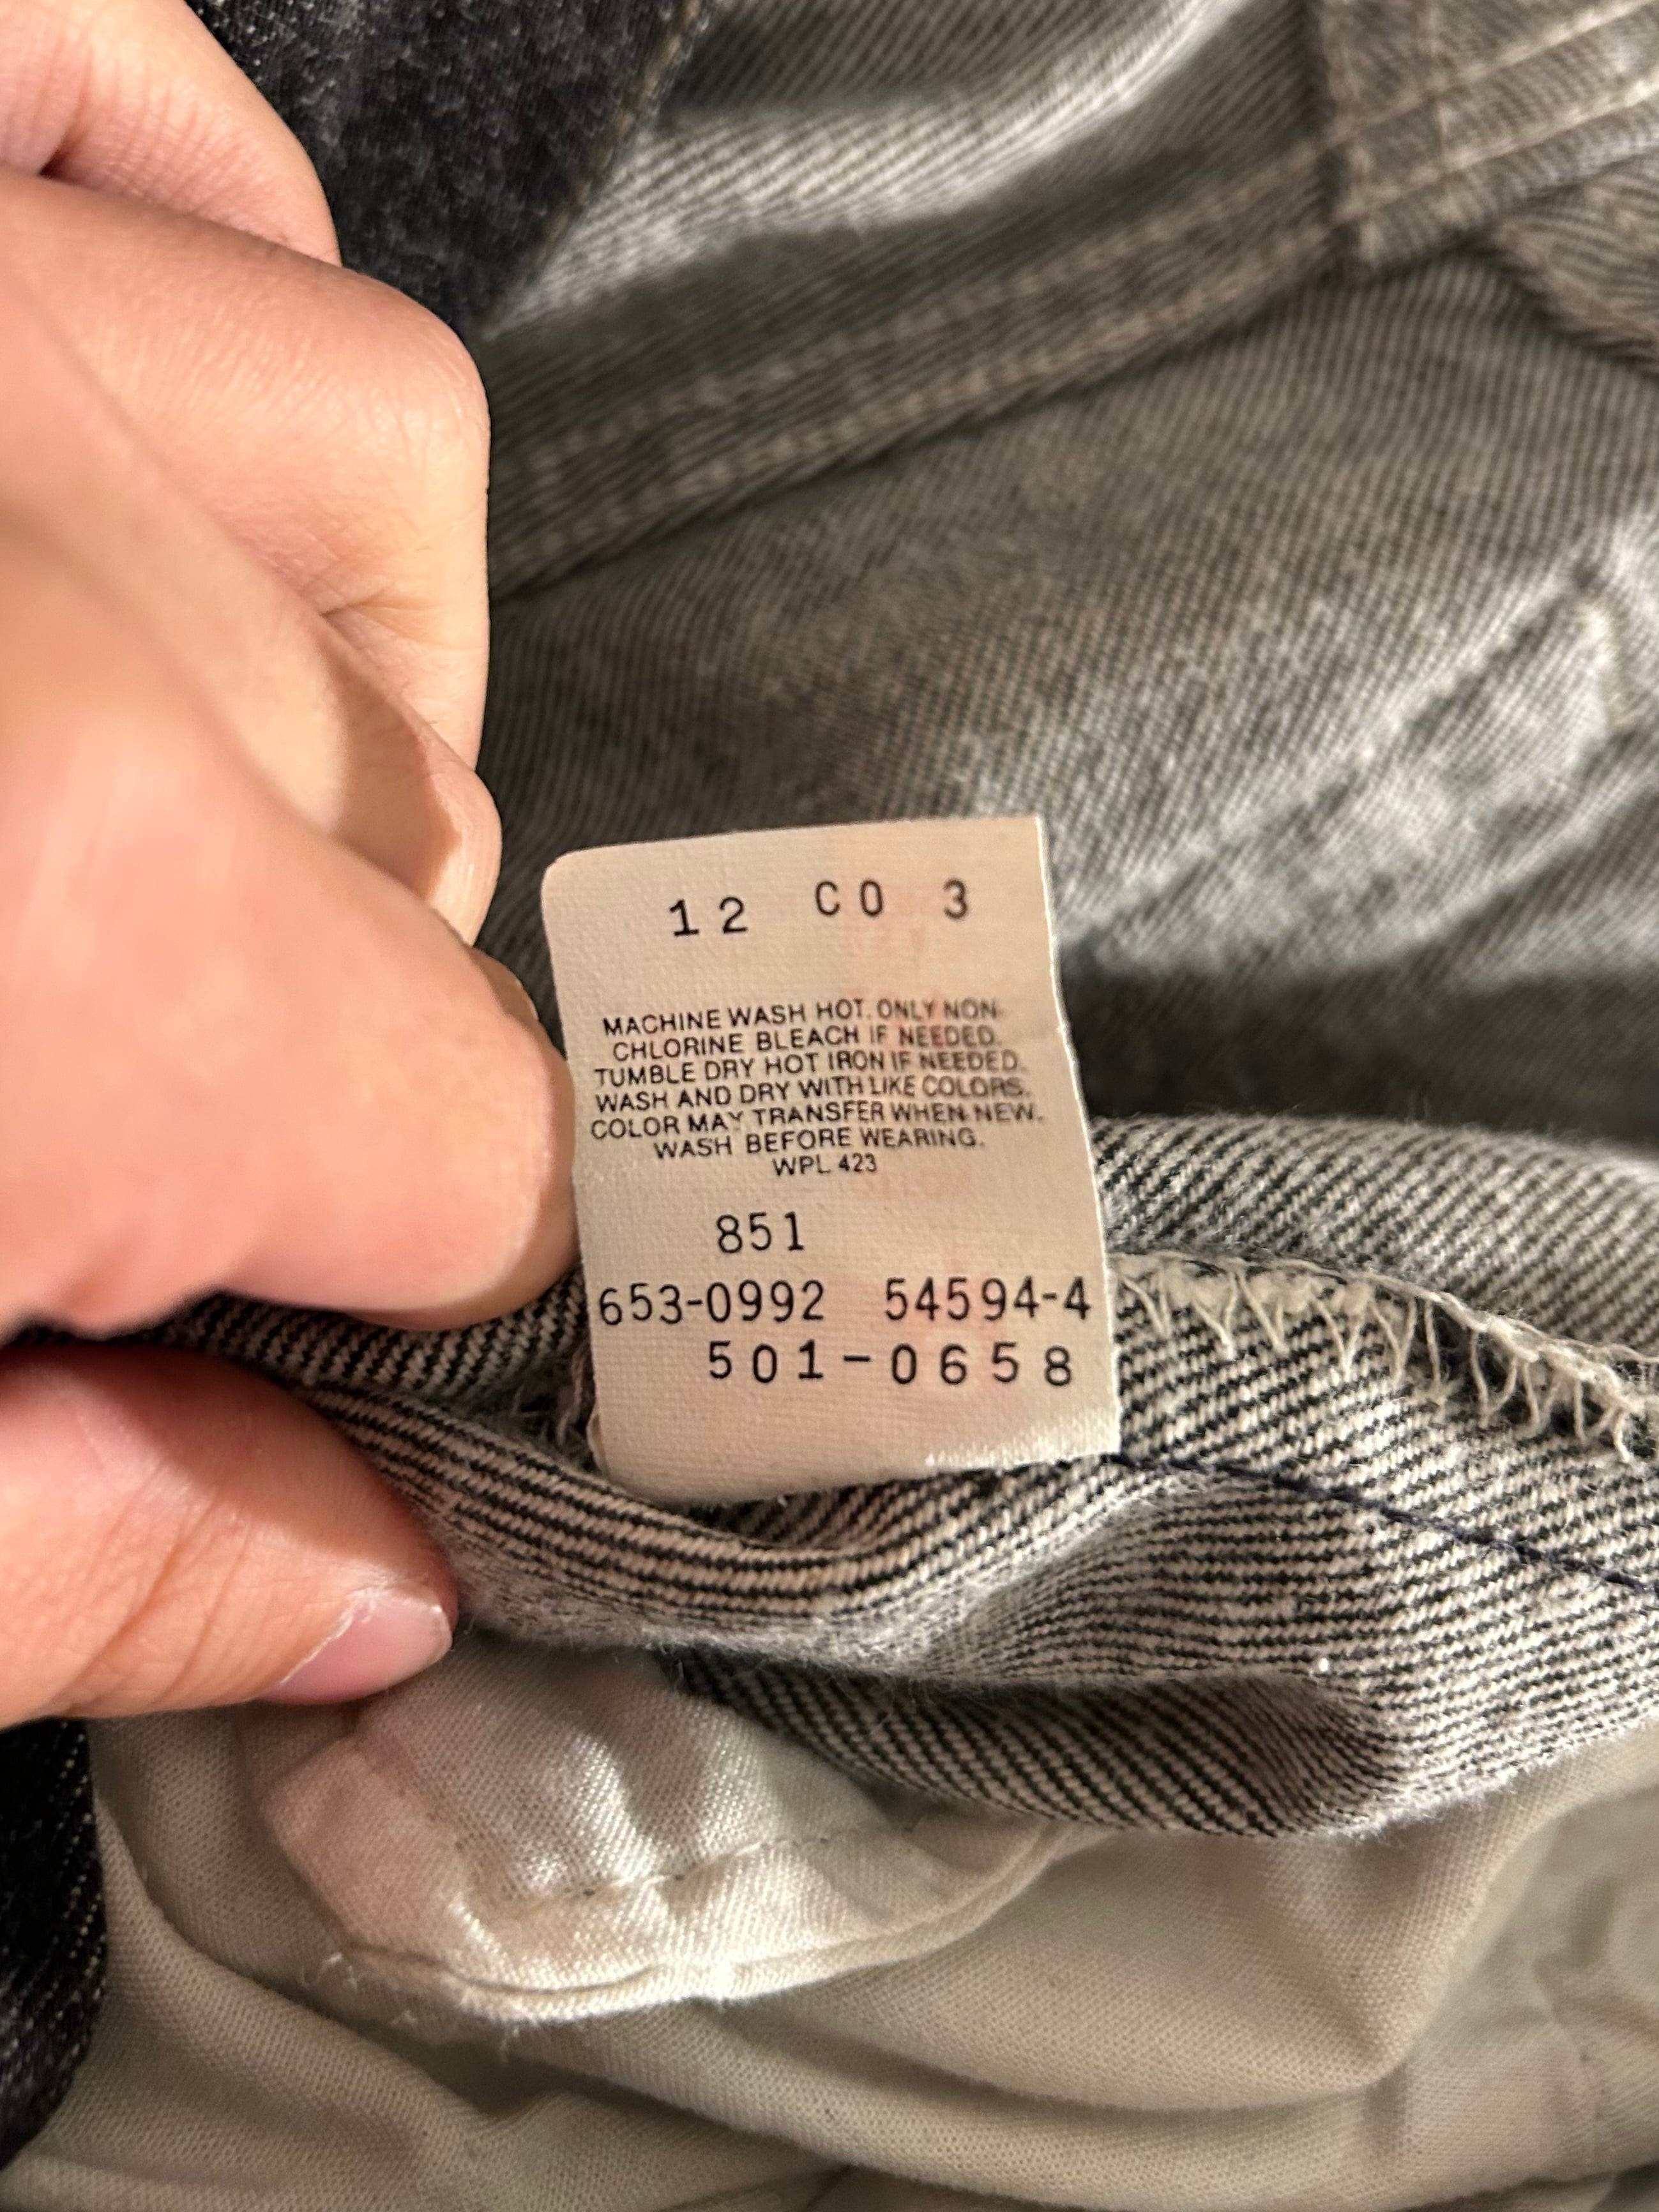 12 CO 3
MACHINE WASH HOT. ONLY NON-
CHLORINE BLEACH IF NEEDED.
TUMBLE DRY HOT IRON IF NEEDED.
WASH AND DRY WITH LIKE COLORS.
COLOR MAY TRANSFER WHEN NEW.
WASH BEFORE WEARING.
WPL 423
851
653-0992 54594-4
501-0658